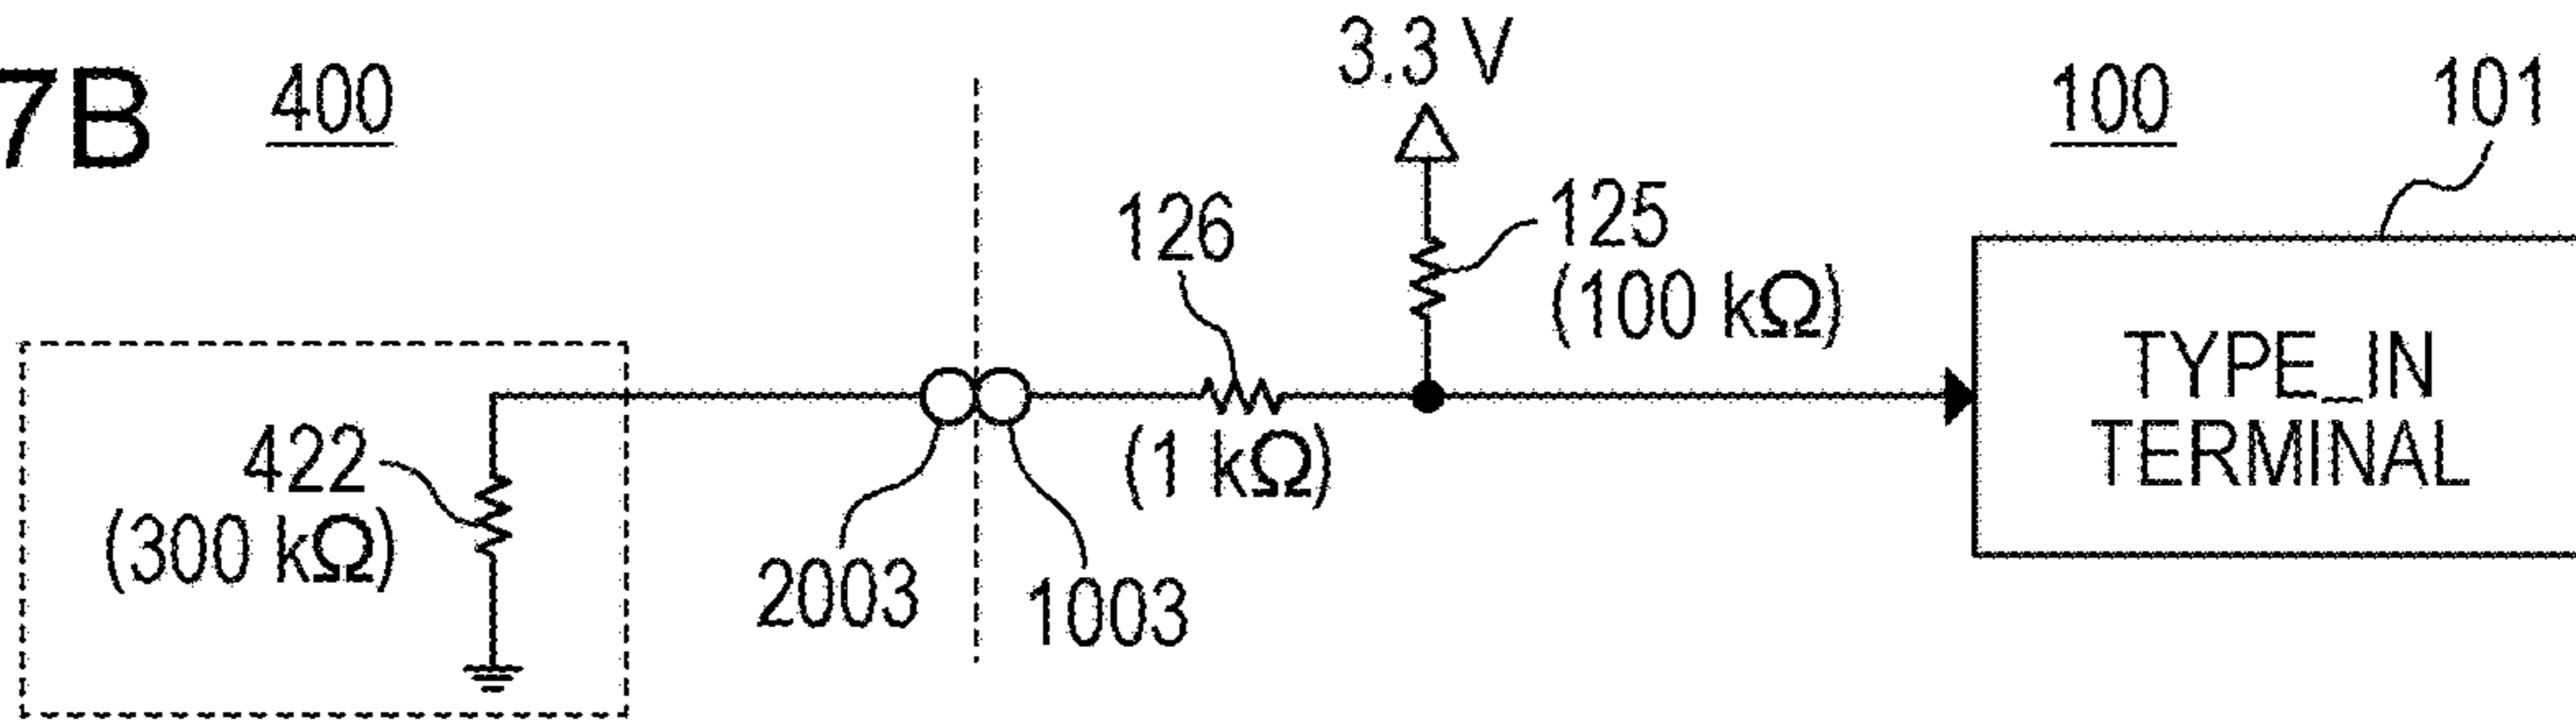 7B
400
3.3 V
100
101
126
125
(100 kΩ)
TYPE_IN
TERMINAL
422
(300 kΩ)
(1 kΩ)
2003
1003